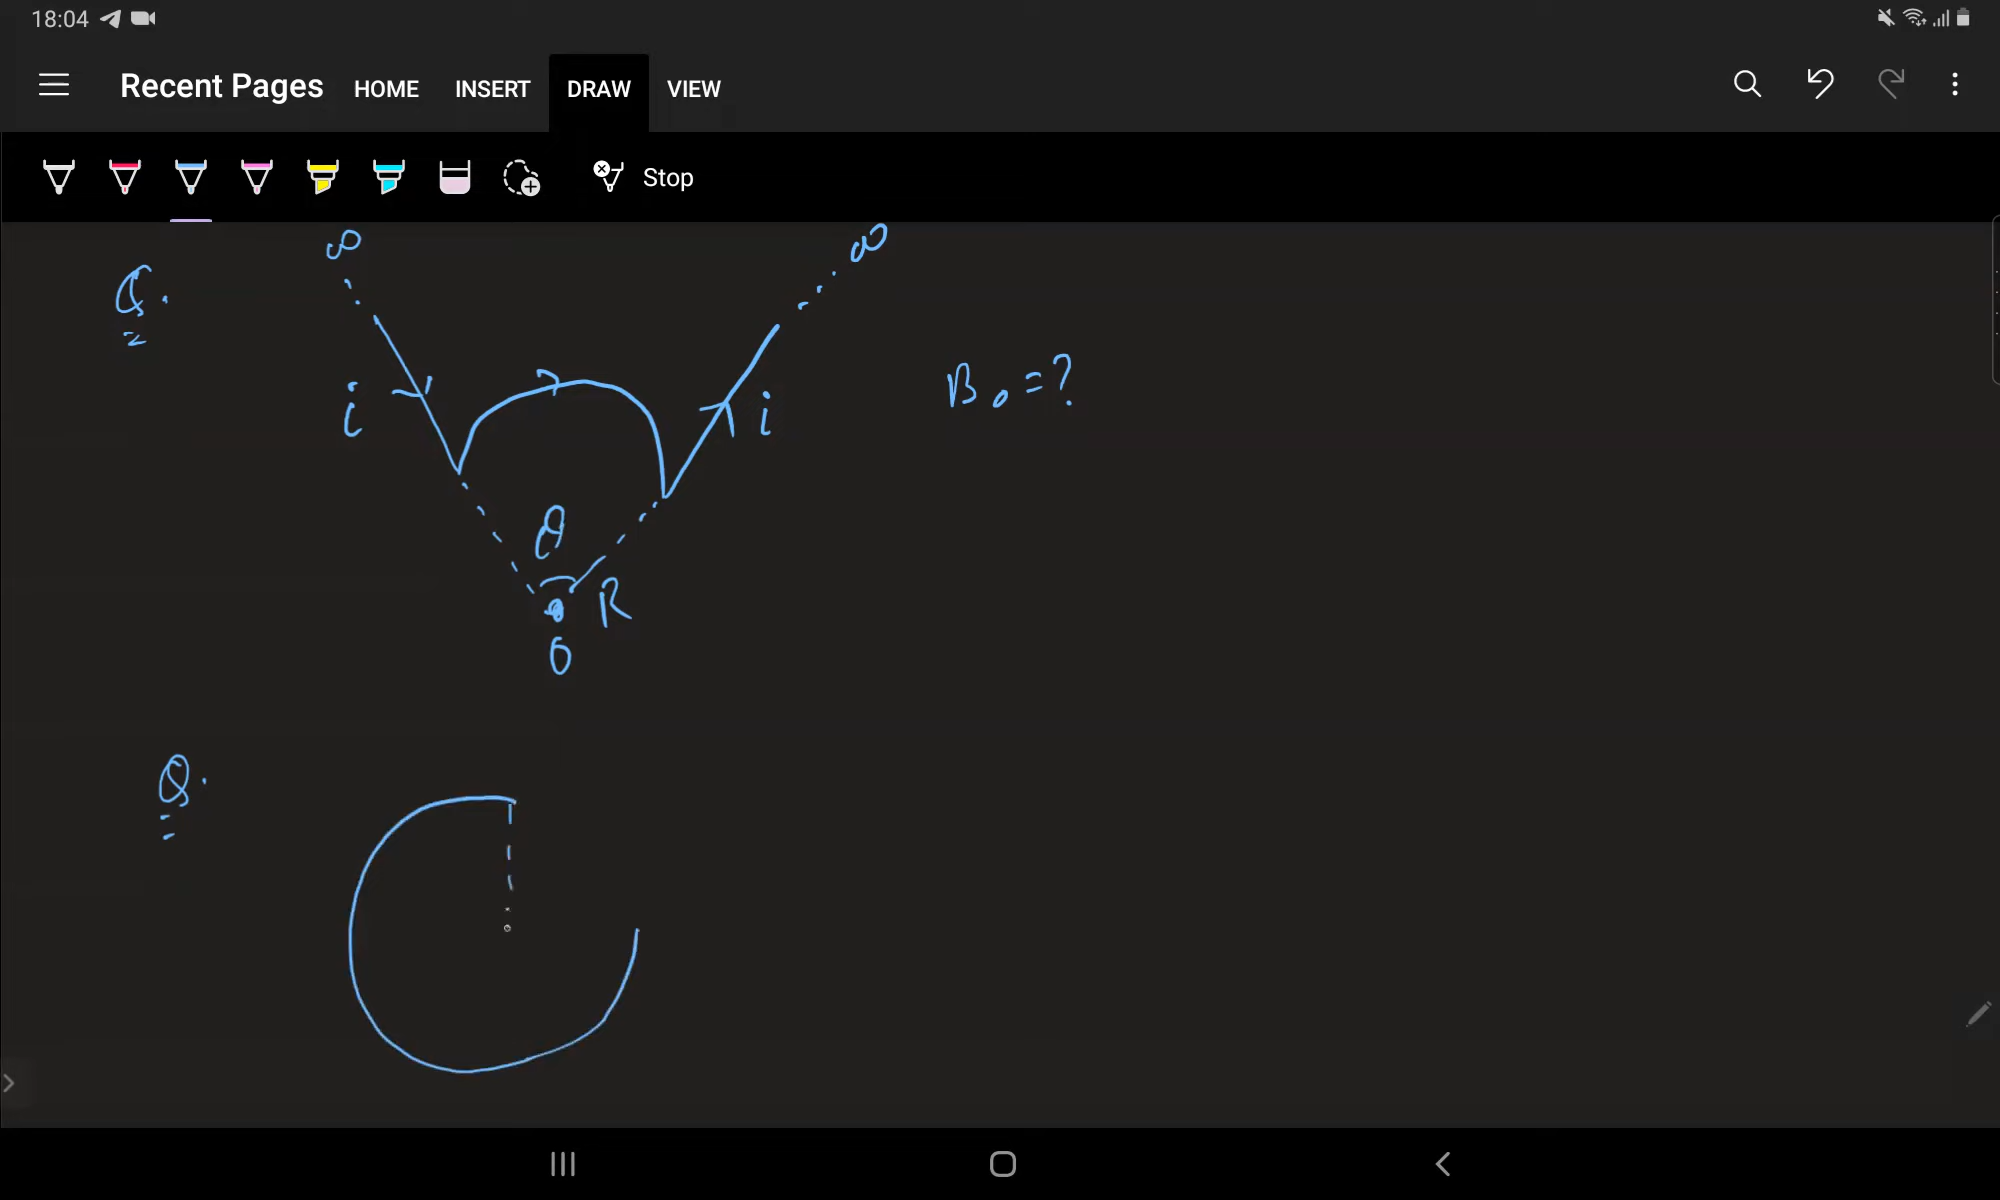 18:04
Recent Pages HOME INSERT DRAW VIEW
Stop
∞ ∞
Q.
i i
B₀ = ?
θ
R
O
Q.